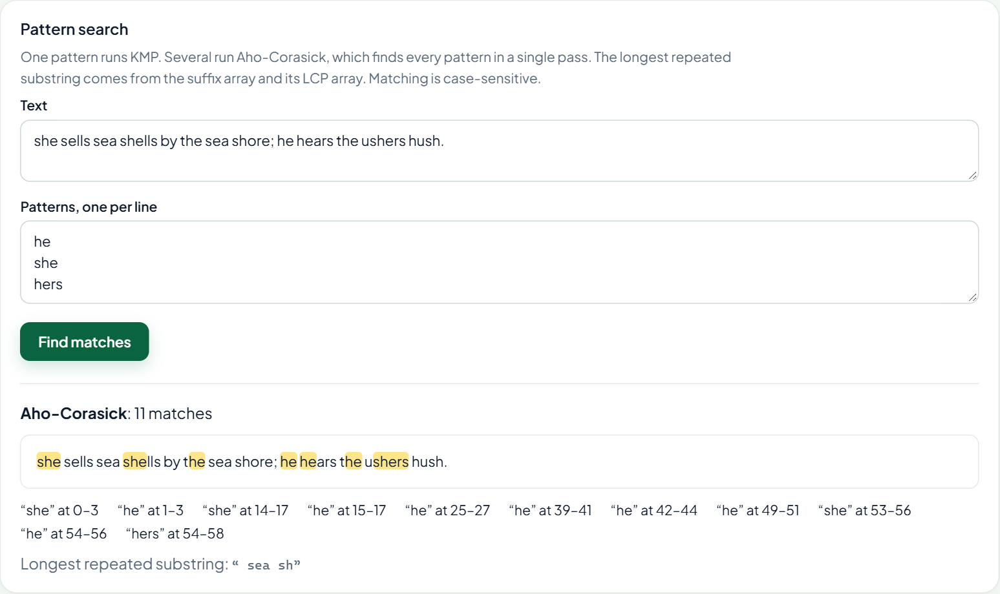 Pattern search
One pattern runs KMP. Several run Aho-Corasick, which finds every pattern in a single pass. The longest repeated
substring comes from the suffix array and its LCP array. Matching is case-sensitive.
Text
she sells sea shells by the sea shore; he hears the ushers hush.
Patterns, one per line
he
she
hers
Find matches
Aho-Corasick: 11 matches
she sells sea shells by the sea shore; he hears the ushers hush.
“she” at 0–3 “he” at 1–3 “she” at 14–17 “he” at 15–17 “he” at 25–27 “he” at 39–41 “he” at 42–44 “he” at 49–51 “she” at 53–56
“he” at 54–56 “hers” at 54–58
Longest repeated substring: “ sea sh”